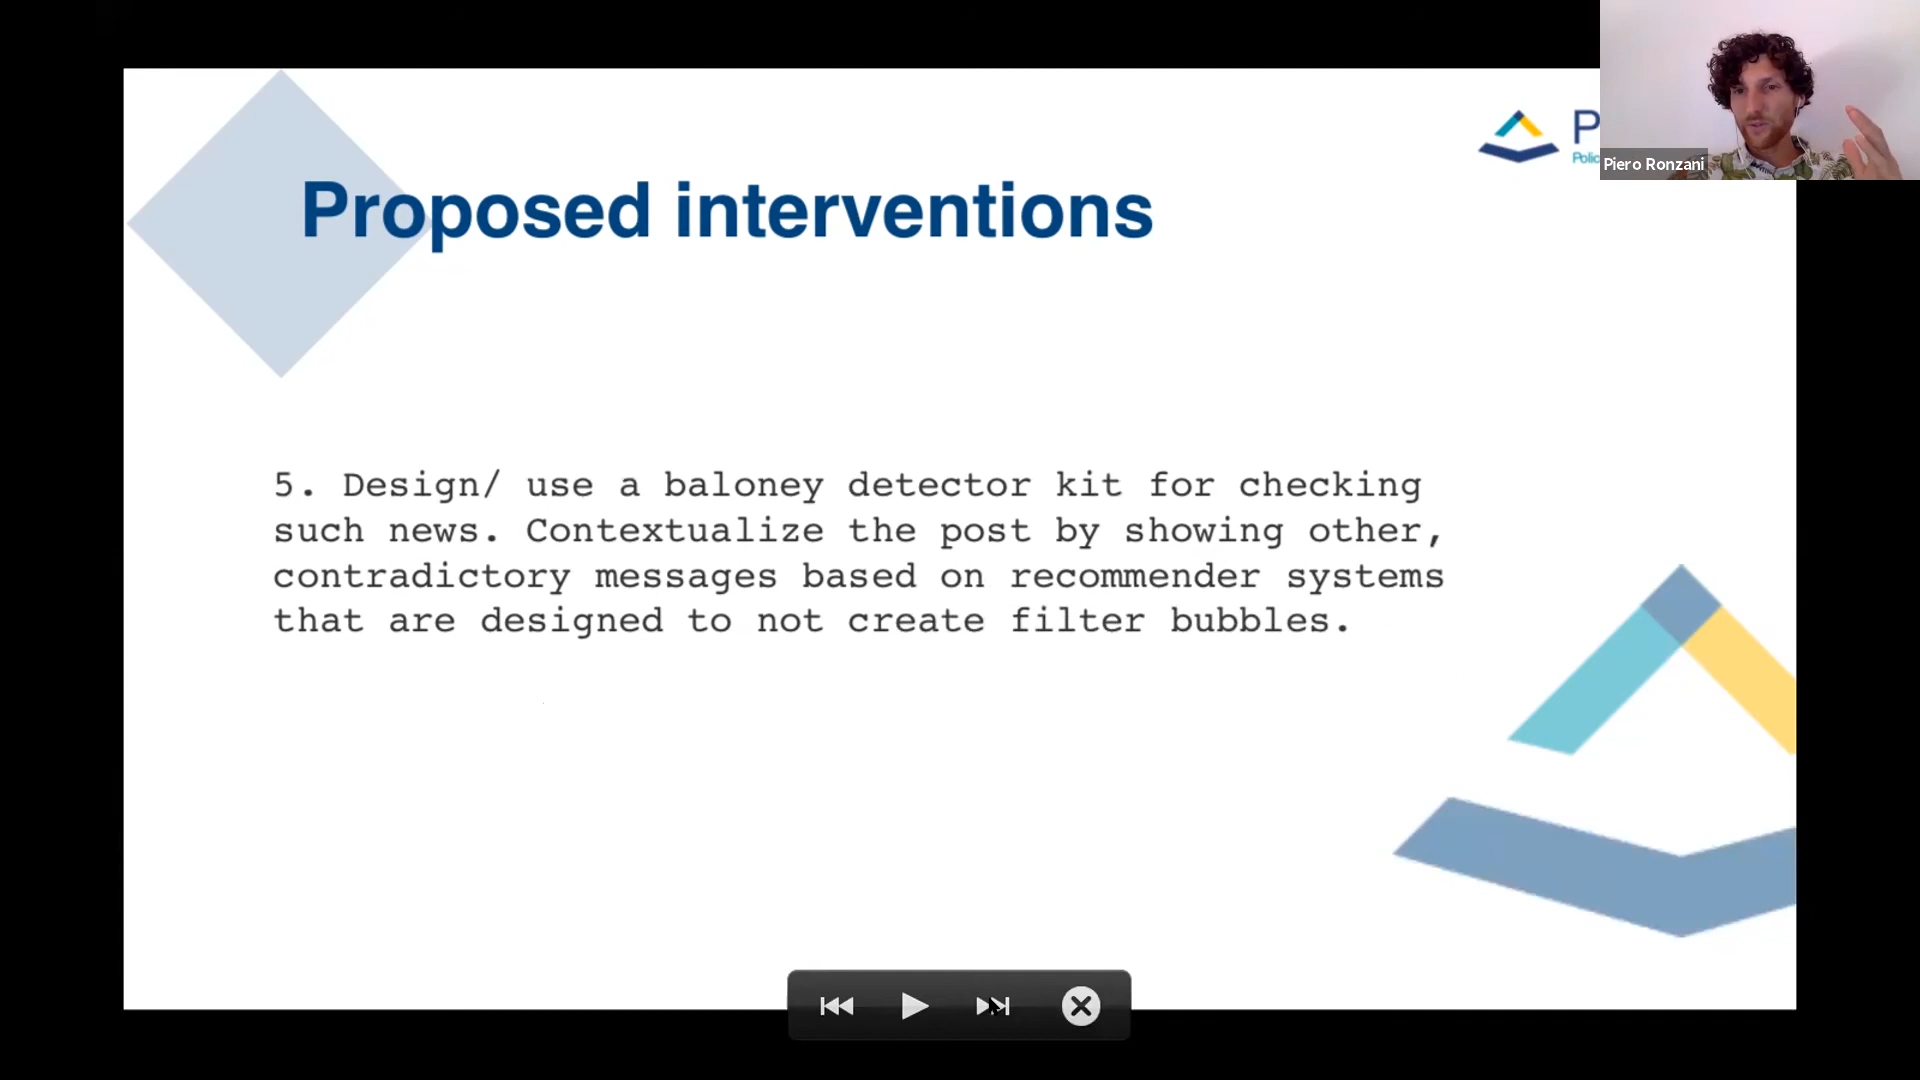 Proposed interventions
P
Polic
Piero Ronzani
5. Design/ use a baloney detector kit for checking
such news. Contextualize the post by showing other,
contradictory messages based on recommender systems
that are designed to not create filter bubbles.